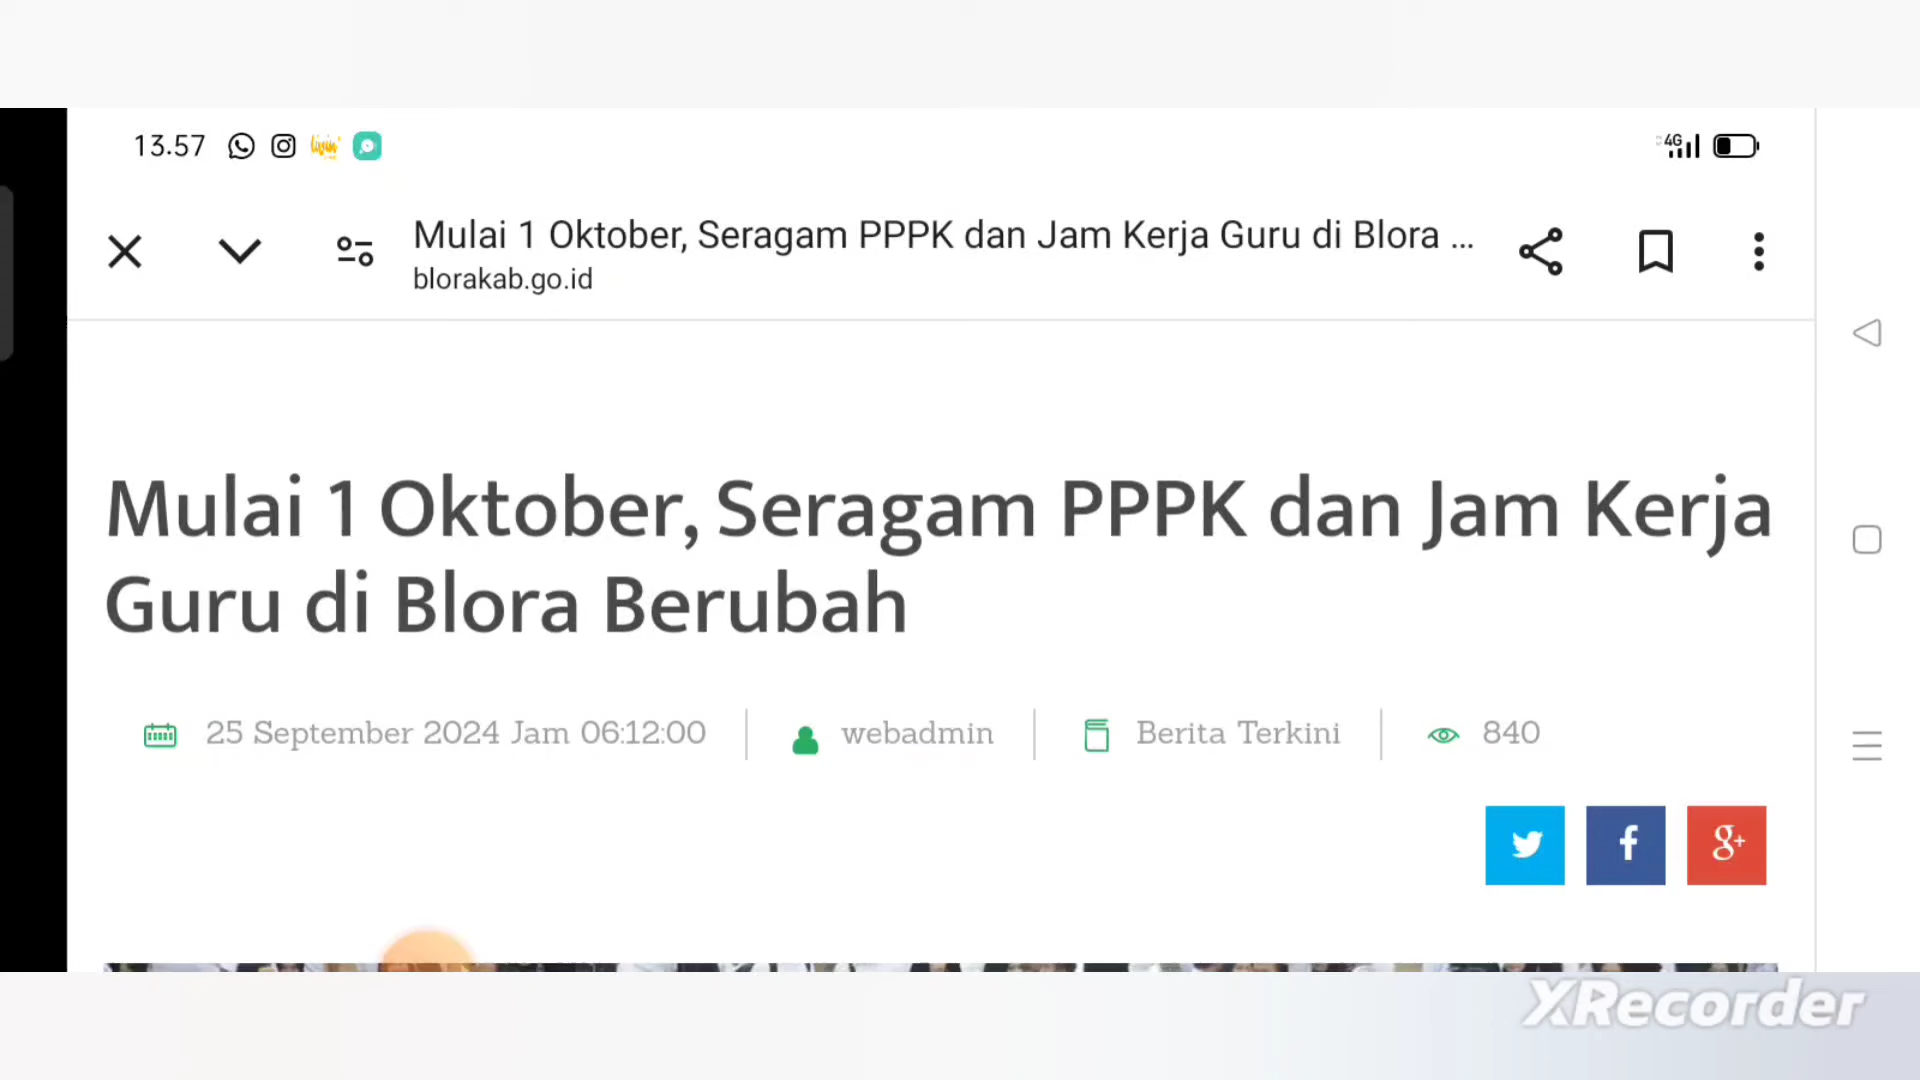 13.57
livin'
4G
Mulai 1 Oktober, Seragam PPPK dan Jam Kerja Guru di Blora ...
blorakab.go.id
Mulai 1 Oktober, Seragam PPPK dan Jam Kerja
Guru di Blora Berubah
25 September 2024 Jam 06:12:00 webadmin Berita Terkini 840
f g+
XRecorder